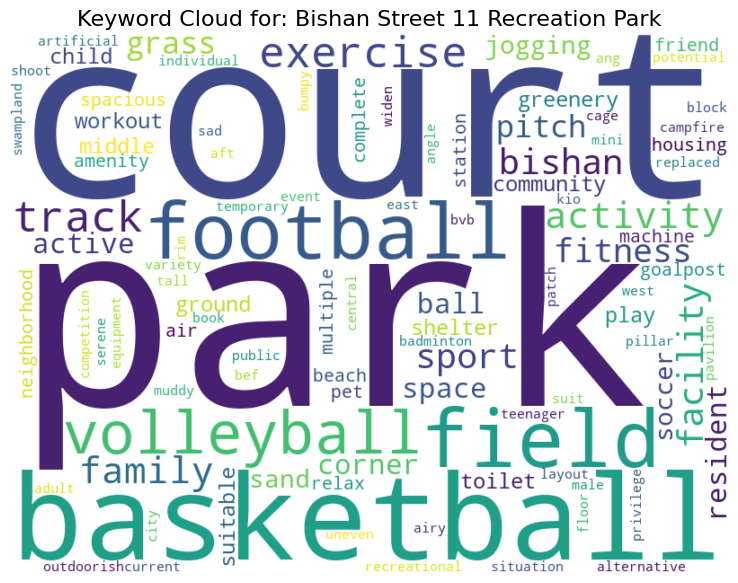 Keyword Cloud for: Bishan Street 11 Recreation Park
artificial
grass
exercise
jogging
friend
child
individual
ang
potential
shoot
court
swampland
spacious
bumpy
complete
widen
greenery
block
workout
sad
cage
campfire
pitch
mini
middle
aft
angle
station
housing
amenity
bishan
replaced
community
kio
event
track
temporary
east
bvb
activity
football
active
machine
fitness
rim
variety
tall
park
patch
goalpost
neighborhood
competition
serene
equipment
ground
book
air
multiple
central
ball
shelter
west
play
pillar
badminton
public
sport
pavilion
bef
beach
pet
space
muddy
suit
soccer
facility
resident
teenager
volleyball
field
corner
family
sand
relax
toilet
layout
male
suitable
privilege
floor
adult
city
basketball
uneven
airy
outdoorish
current
recreational
situation
alternative